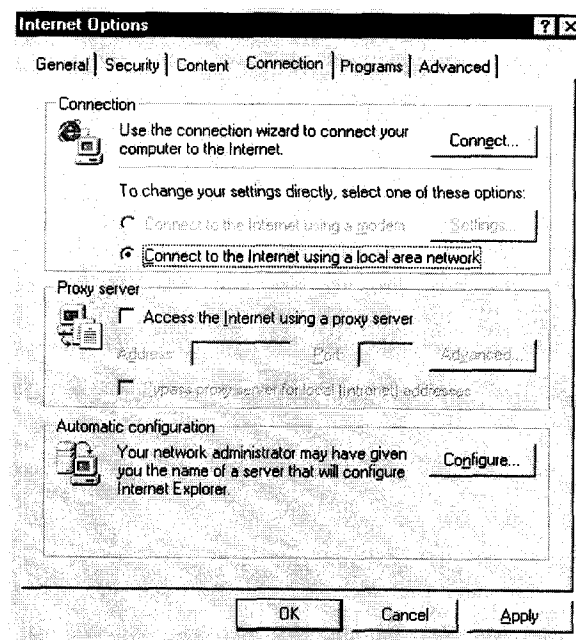 Internet Options ? X
General Security Content Connection Programs Advanced
Connection
Use the connection wizard to connect your
computer to the Internet.
Connect...
To change your settings directly, select one of these options:
Connect to the Internet using a modem
Settings...
Connect to the Internet using a local area network
Proxy server
Access the Internet using a proxy server
Address Port Advanced...
Bypass proxy server for local (intranet) addresses
Automatic configuration
Your network administrator may have given
you the name of a server that will configure
Internet Explorer.
Configure...
OK Cancel Apply